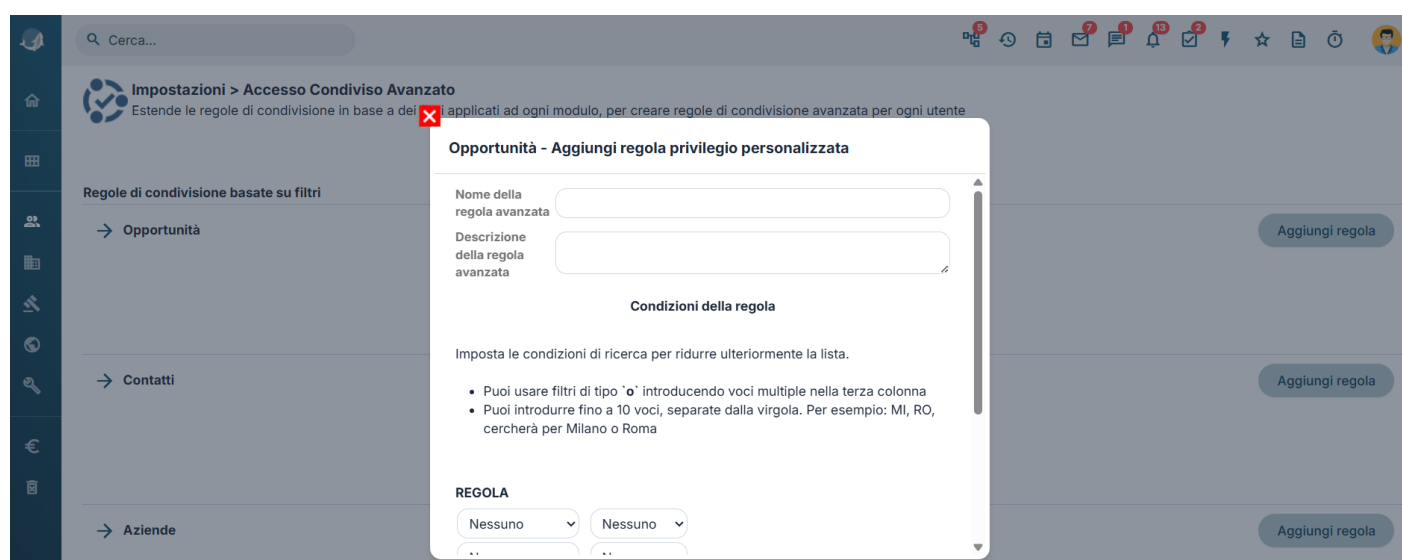 Cerca...
5
7
1
13
2
Impostazioni > Accesso Condiviso Avanzato
Estende le regole di condivisione in base a dei i applicati ad ogni modulo, per creare regole di condivisione avanzata per ogni utente
Opportunità - Aggiungi regola privilegio personalizzata
Regole di condivisione basate su filtri
Nome della
regola avanzata
Opportunità
Aggiungi regola
Descrizione
della regola
avanzata
Condizioni della regola
Imposta le condizioni di ricerca per ridurre ulteriormente la lista.
Contatti
Aggiungi regola
• Puoi usare filtri di tipo `o` introducendo voci multiple nella terza colonna
• Puoi introdurre fino a 10 voci, separate dalla virgola. Per esempio: MI, RO,
cercherà per Milano o Roma
REGOLA
Nessuno
Nessuno
Aziende
Aggiungi regola